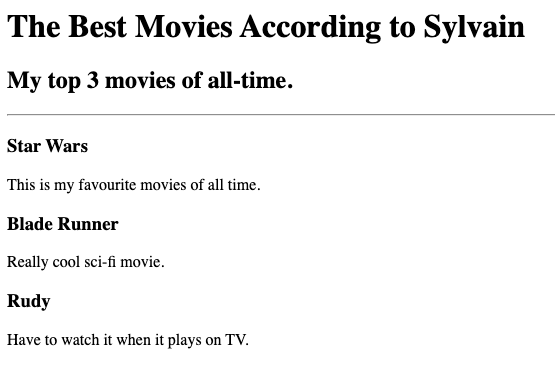 The Best Movies According to Sylvain
My top 3 movies of all-time.
Star Wars
This is my favourite movies of all time.
Blade Runner
Really cool sci-fi movie.
Rudy
Have to watch it when it plays on TV.